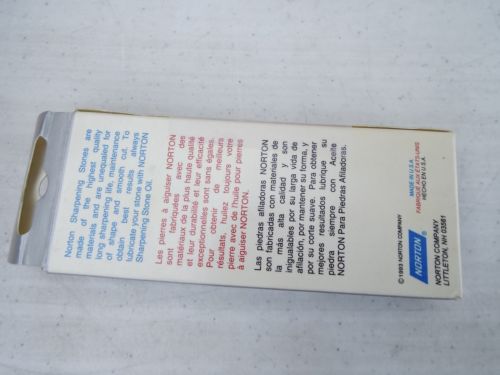 Norton Sharpening Stones are
made of the highest quality
materials and are unequaled for
long sharpening life, maintenance
of shape and smooth cut. To
obtain best results always
lubricate your stone with NORTON
Sharpening Stone Oil.
Les pierres à aiguiser NORTON
sont fabriquées avec des
matériaux de la plus haute qualité
et leur durabilité et leur efficacité
exceptionnelles sont sans égales.
Pour obtenir de meilleurs
résultats, huilez toujours votre
pierre avec de l'huile pour pierres
à aiguiser NORTON.
Las piedras afiladoras NORTON
son fabricadas con materiales de
la más alta calidad y son
inigualables por su larga vida de
afilación, por mantener su forma, y
por su corte suave. Para obtener
mejores resultados lubrique su
piedra siempre con Aceite
NORTON Para Piedras Afiladoras.
MADE IN U.S.A.
FABRIQUÉ AUX ÉTATS-UNIS
HECHO EN U.S.A.
© 1993 NORTON COMPANY
NORTON ®
NORTON COMPANY
LITTLETON, NH 03561